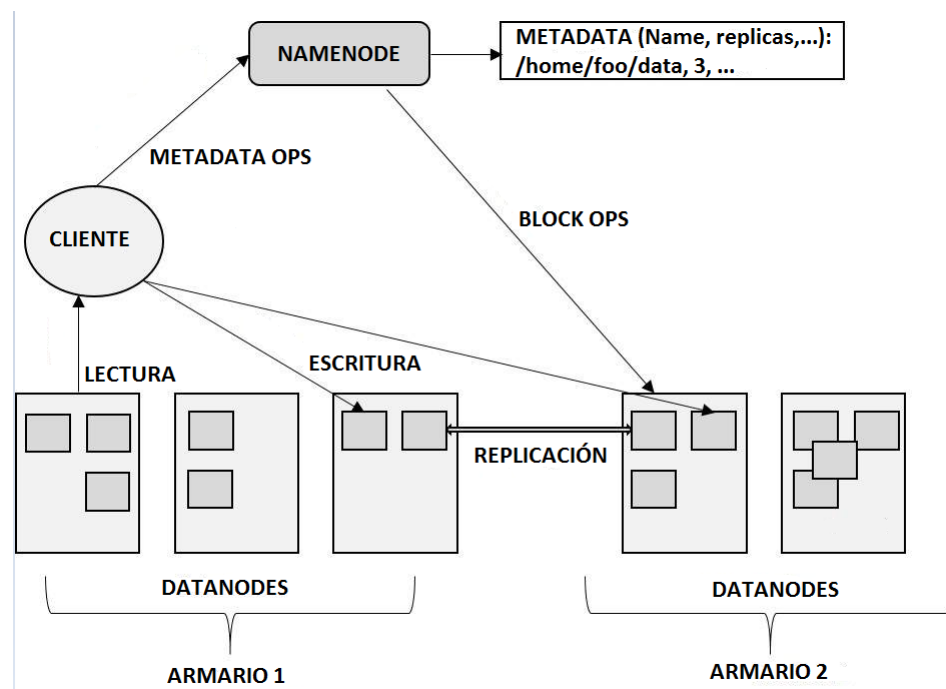 NAMENODE
METADATA (Name, replicas,...):
/home/foo/data, 3, ...
METADATA OPS
BLOCK OPS
CLIENTE
LECTURA
ESCRITURA
REPLICACIÓN
DATANODES
DATANODES
ARMARIO 1
ARMARIO 2